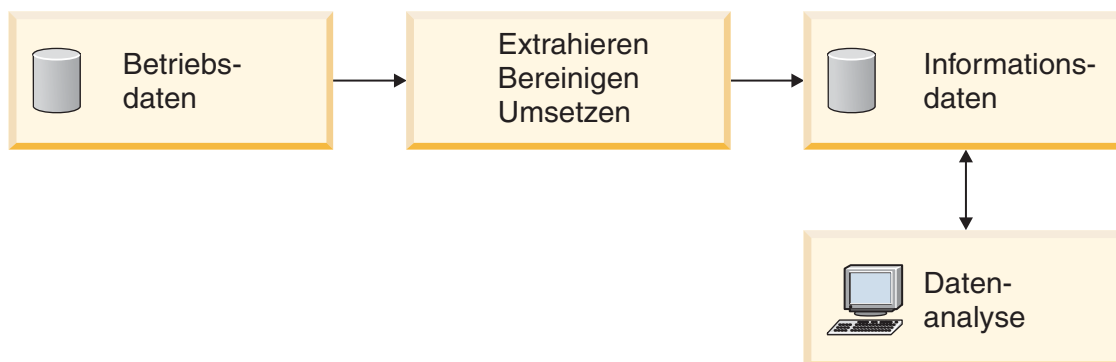 Betriebs-
daten
Extrahieren
Bereinigen
Umsetzen
Informations-
daten
Daten-
analyse